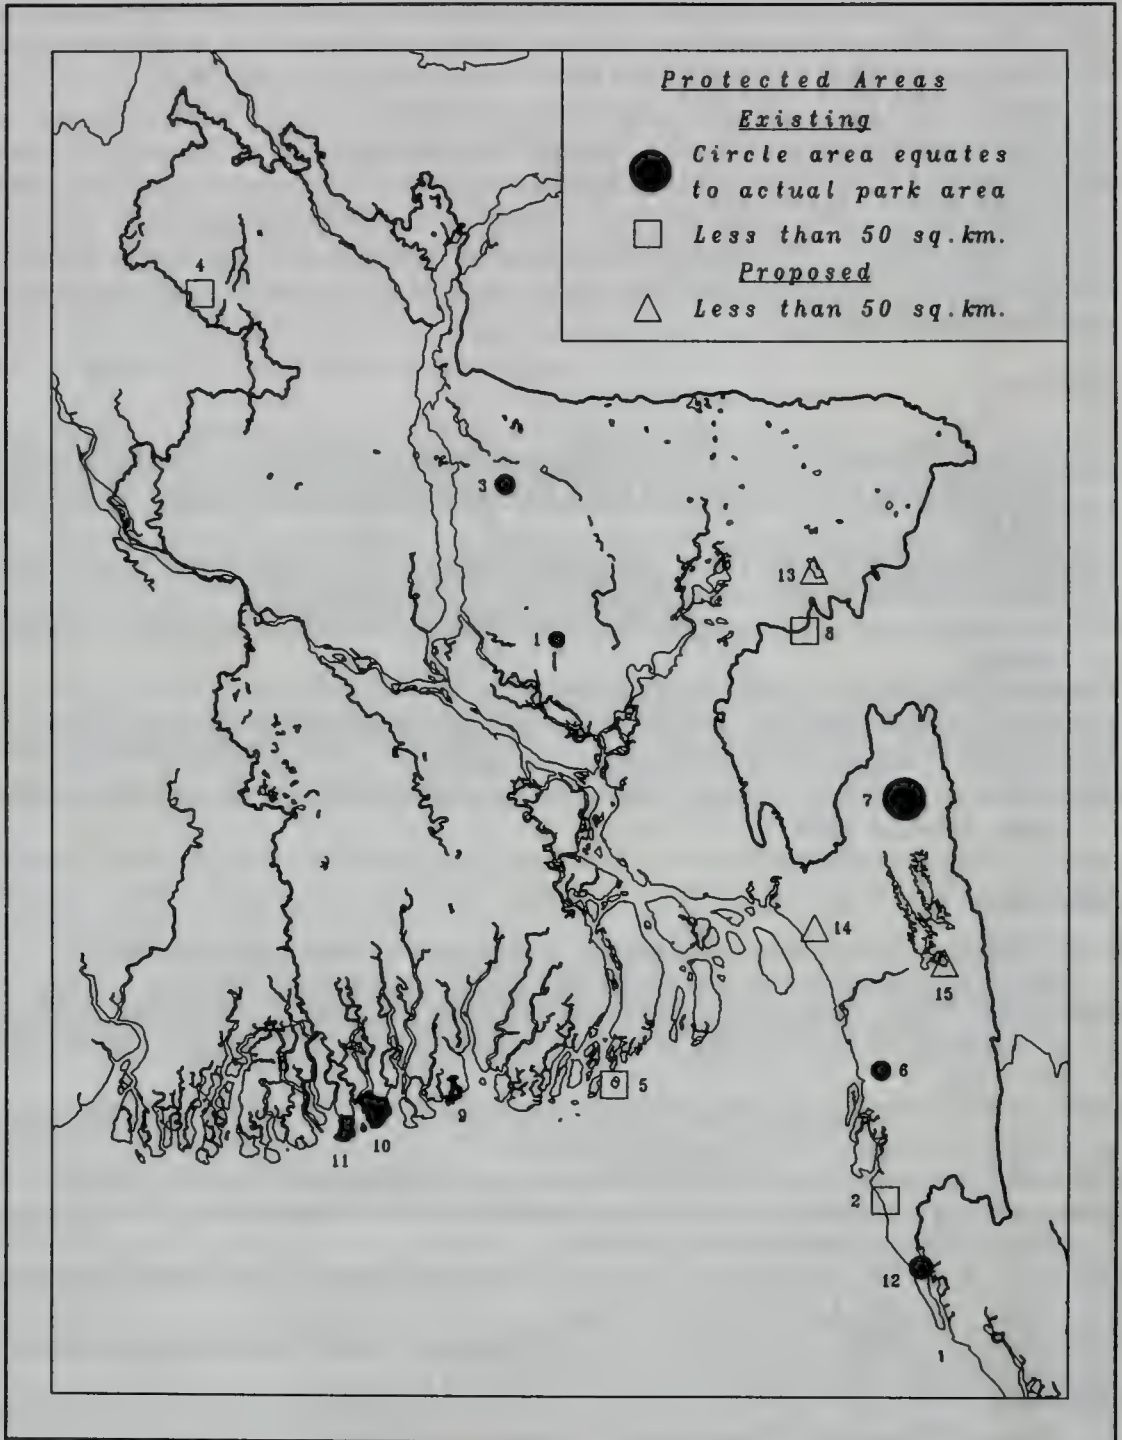 Protected Areas
Existing
Circle area equates
to actual park area
Less than 50 sq.km.
Proposed
Less than 50 sq.km.
4
3
13
8
1
7
14
15
5
6
9
10
11
2
12